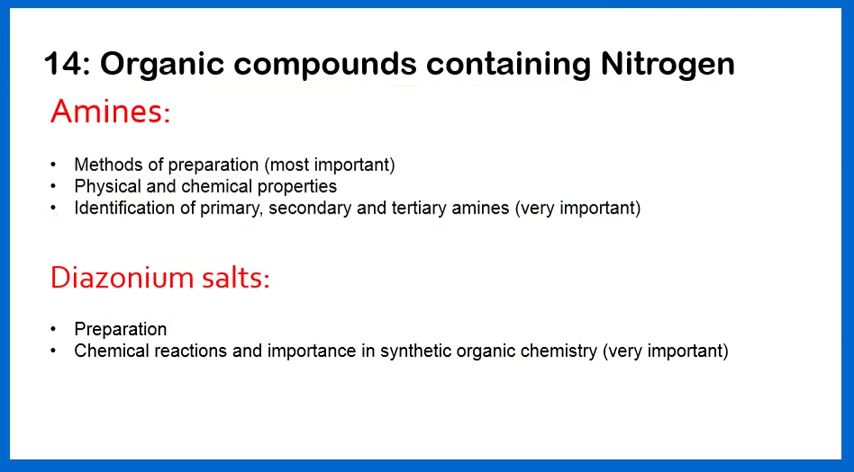 14: Organic compounds containing Nitrogen
Amines:
• Methods of preparation (most important)
• Physical and chemical properties
• Identification of primary, secondary and tertiary amines (very important)
Diazonium salts:
• Preparation
• Chemical reactions and importance in synthetic organic chemistry (very important)